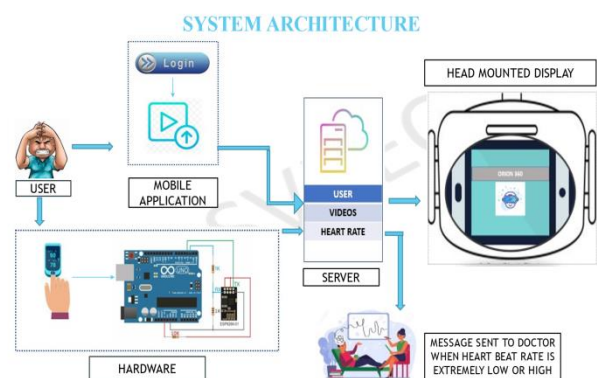 SYSTEM ARCHITECTURE
Login
HEAD MOUNTED DISPLAY
USER
MOBILE
APPLICATION
USER
VIDEOS
HEART RATE
SERVER
UNO
HARDWARE
MESSAGE SENT TO DOCTOR
WHEN HEART BEAT RATE IS
EXTREMELY LOW OR HIGH